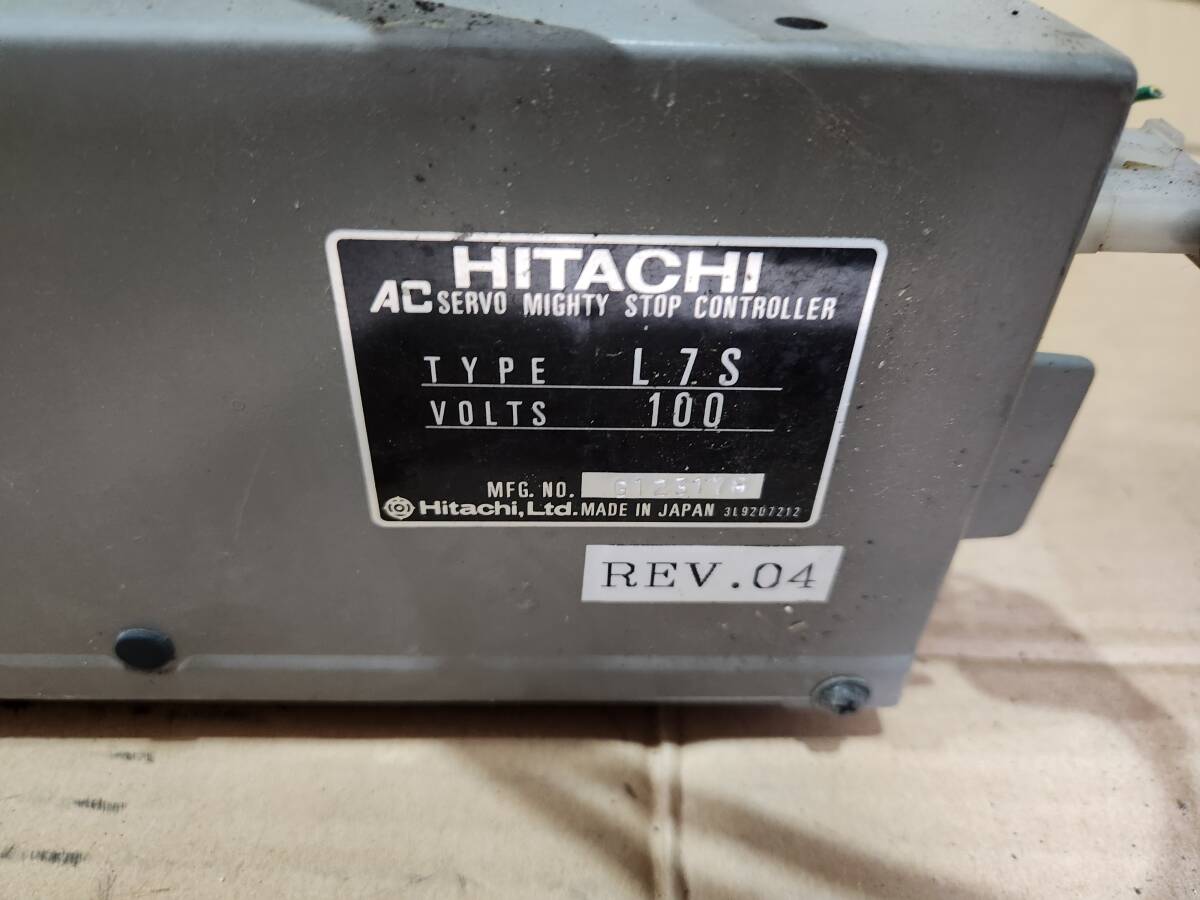 HITACHI
AC SERVO MIGHTY STOP CONTROLLER
TYPE L7S
VOLTS 100
MFG. NO.
Hitachi, Ltd. MADE IN JAPAN 3L9207212
REV.04